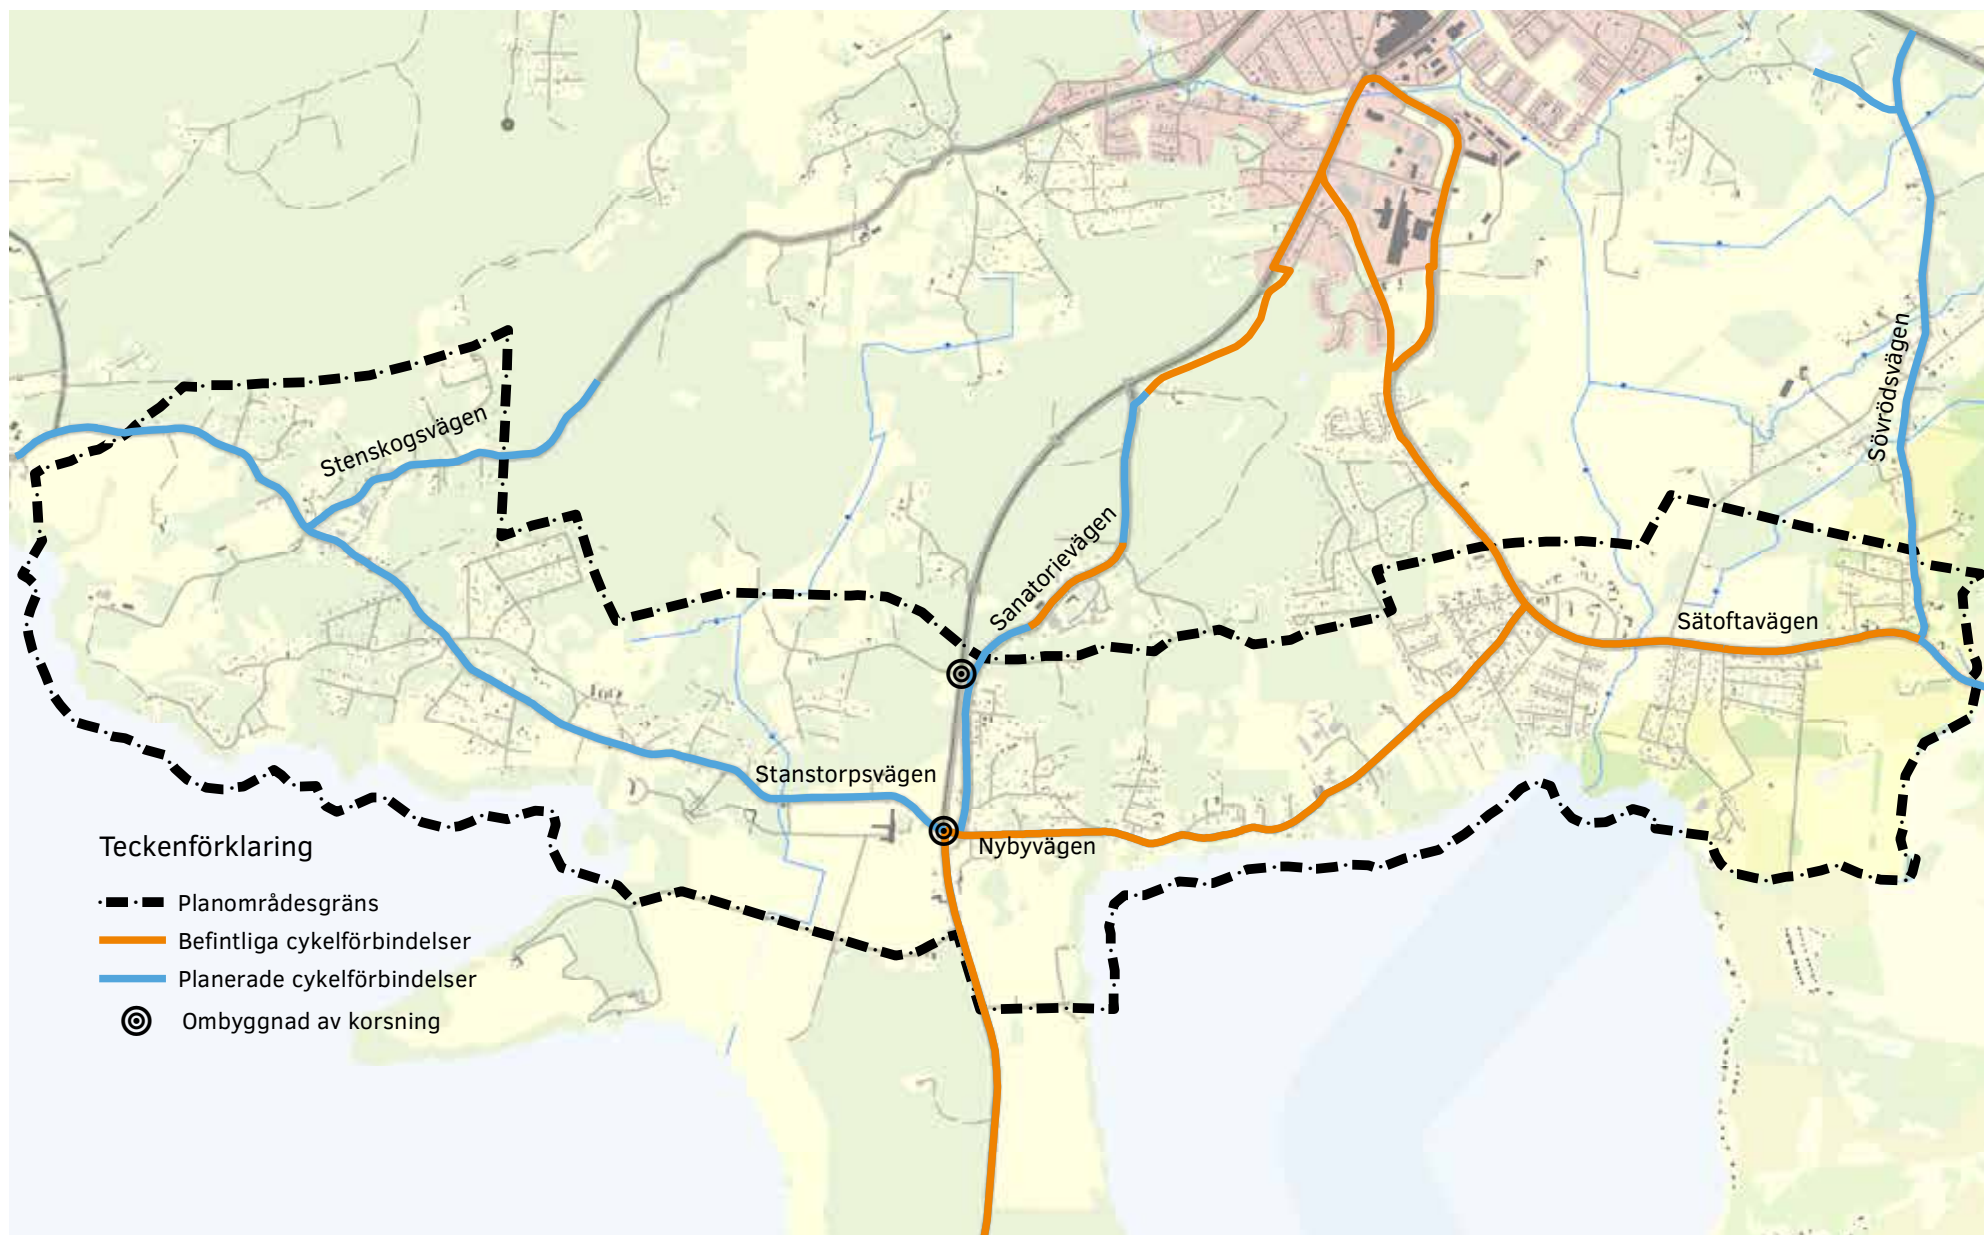 Stenskogsvägen
Sövrödsvägen
Sanatorievägen
Sätoftavägen
Stanstorpsvägen
Nybyvägen
Teckenförklaring
Planområdesgräns
Befintliga cykelförbindelser
Planerade cykelförbindelser
Ombyggnad av korsning